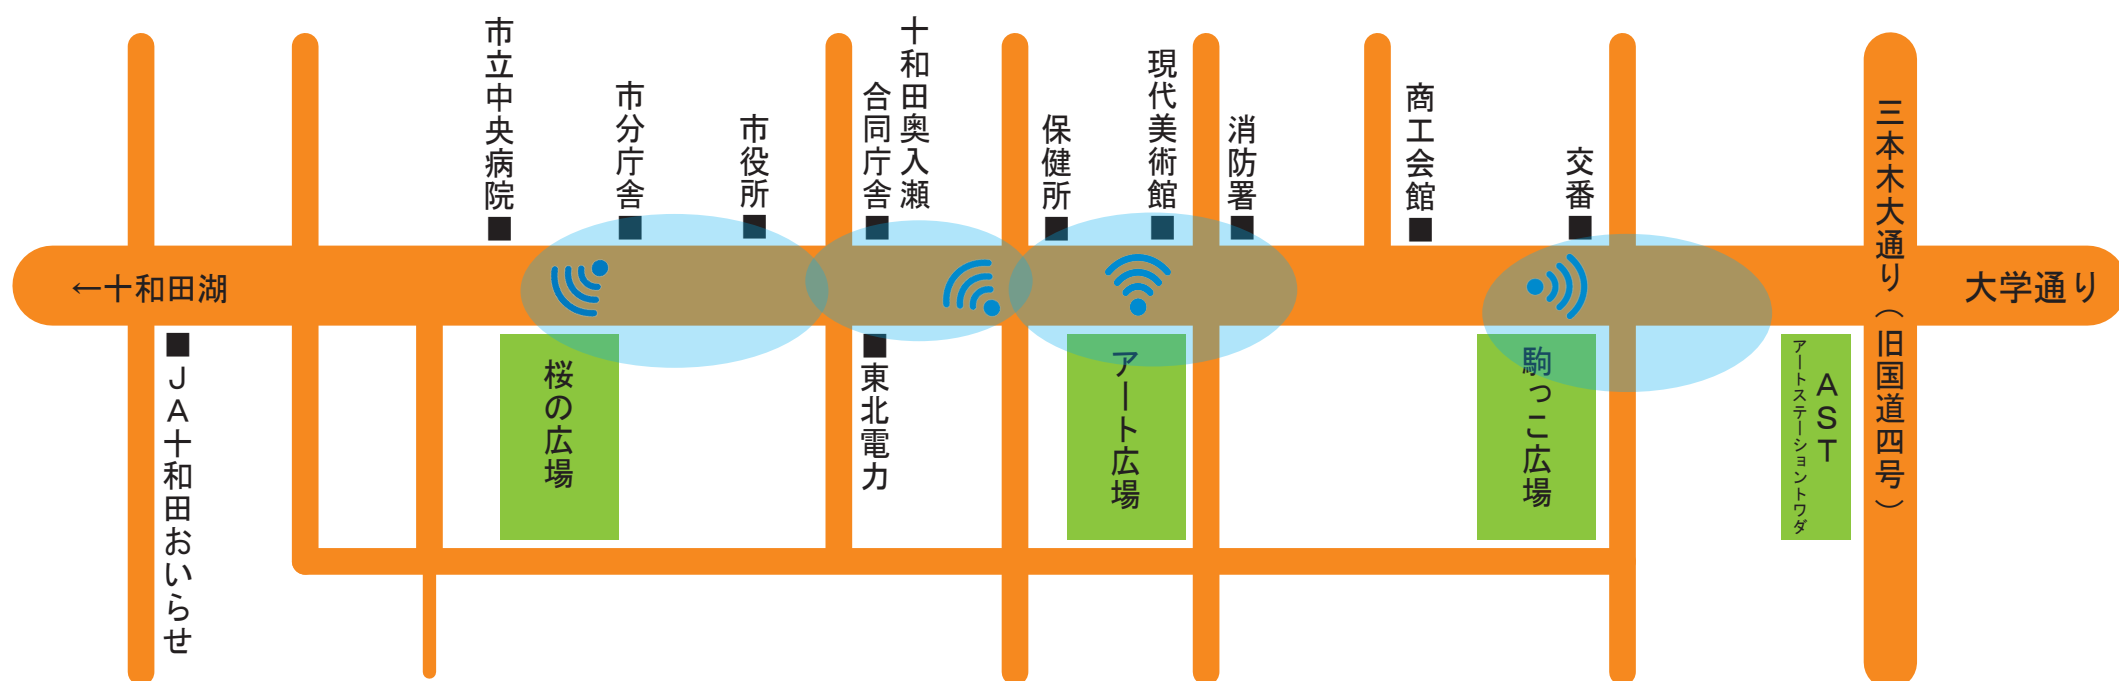 市立中央病院
市分庁舎
市役所
十和田奥入瀬
合同庁舎
保健所
現代美術館
消防署
商工会館
交番
三本木大通り（旧国道四号）
←十和田湖
大学通り
JA十和田おいらせ
桜の広場
東北電力
アート広場
駒っこ広場
AST
アートステーショントワダ